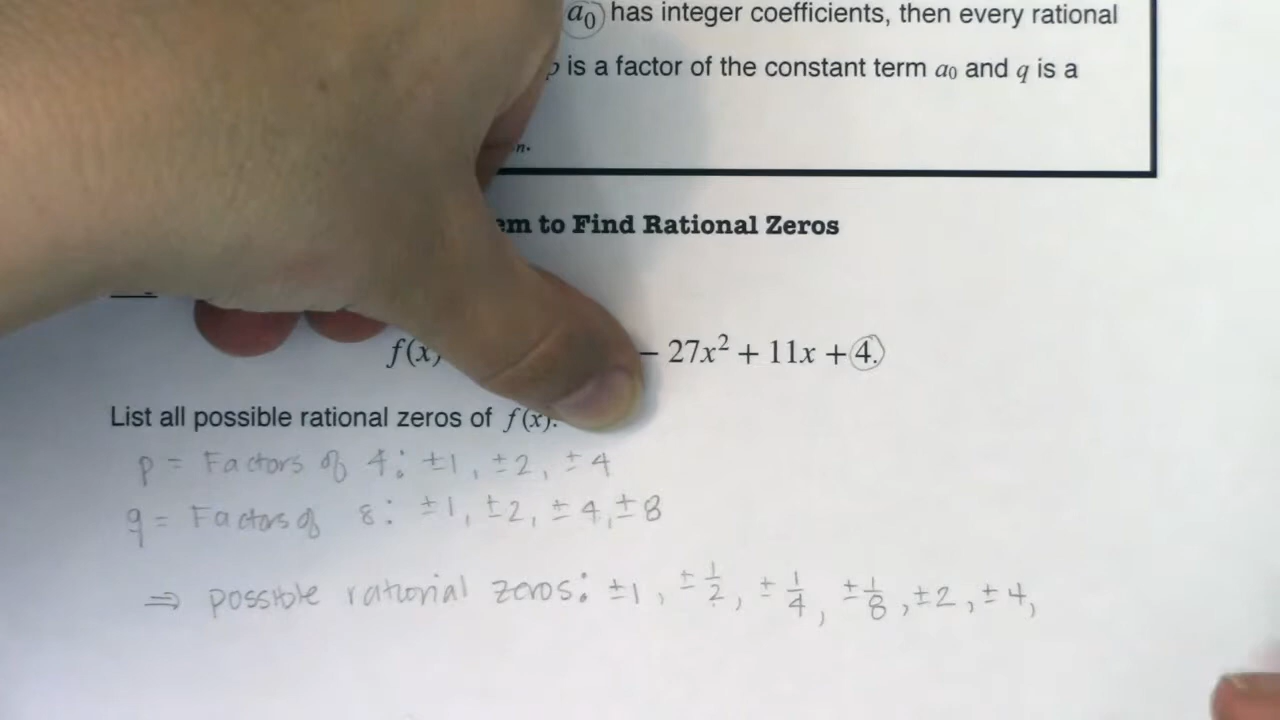 a₀ has integer coefficients, then every rational
p is a factor of the constant term a₀ and q is a
n.
em to Find Rational Zeros
f(x) − 27x² + 11x + 4.
List all possible rational zeros of f(x).
p = Factors of 4: ±1, ±2, ±4
q = Factors of 8: ±1, ±2, ±4, ±8
⇒ possible rational zeros: ±1, ±1/2, ±1/4, ±1/8, ±2, ±4,